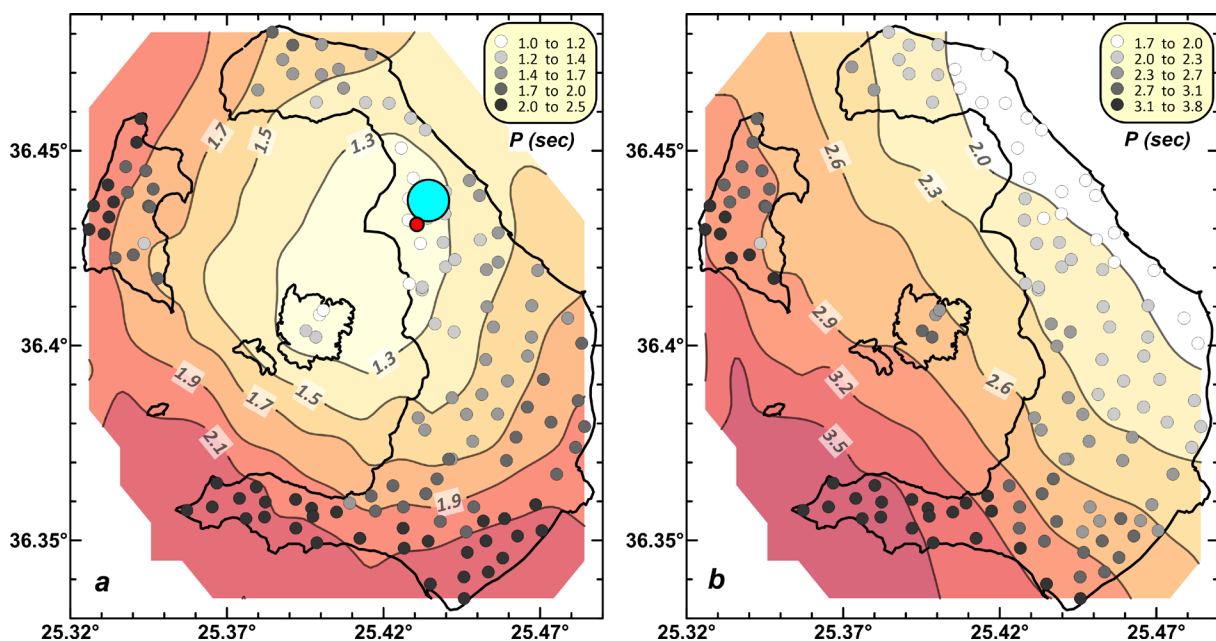 1.0 to 1.2
1.2 to 1.4
1.4 to 1.7
1.7 to 2.0
2.0 to 2.5
P (sec)
1.7 to 2.0
2.0 to 2.3
2.3 to 2.7
2.7 to 3.1
3.1 to 3.8
P (sec)
36.45°
36.4°
36.35°
1.7
1.5
1.3
1.3
1.5
1.9
1.7
2.1
1.9
a
36.45°
36.4°
36.35°
2.6
2.0
2.3
2.9
2.6
3.2
3.5
b
25.32
25.37
25.42
25.47
25.32
25.37
25.42
25.47